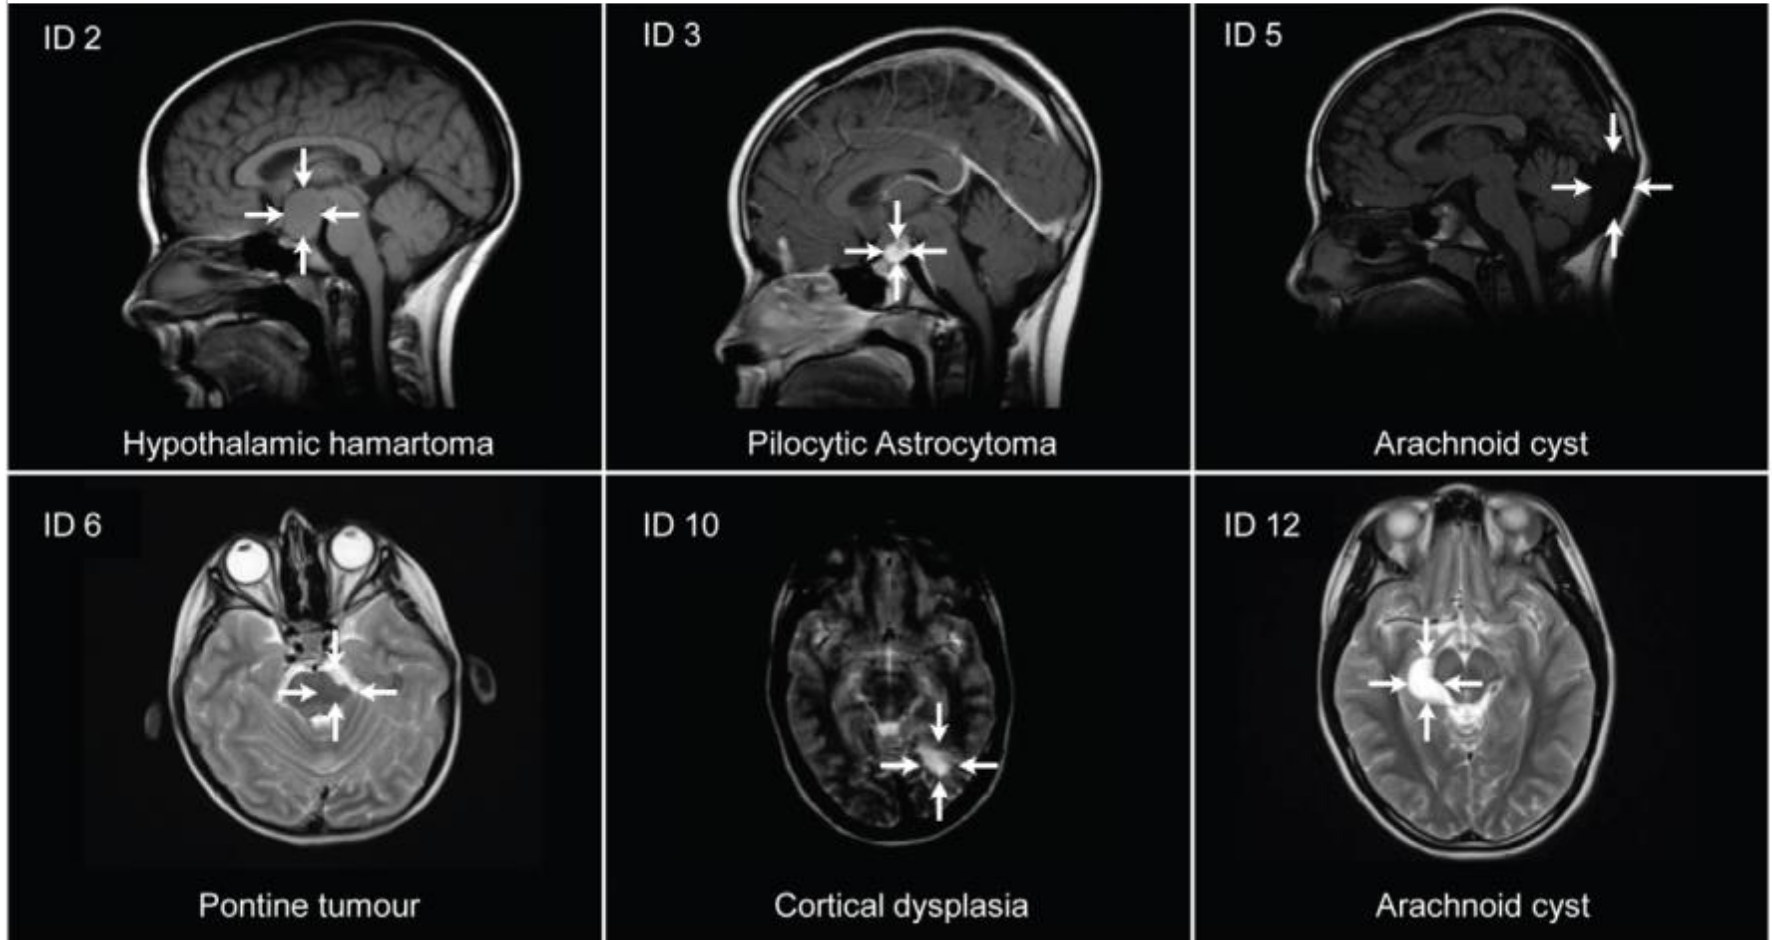 ID 2
ID 3
ID 5
Hypothalamic hamartoma
Pilocytic Astrocytoma
Arachnoid cyst
ID 6
ID 10
ID 12
Pontine tumour
Cortical dysplasia
Arachnoid cyst